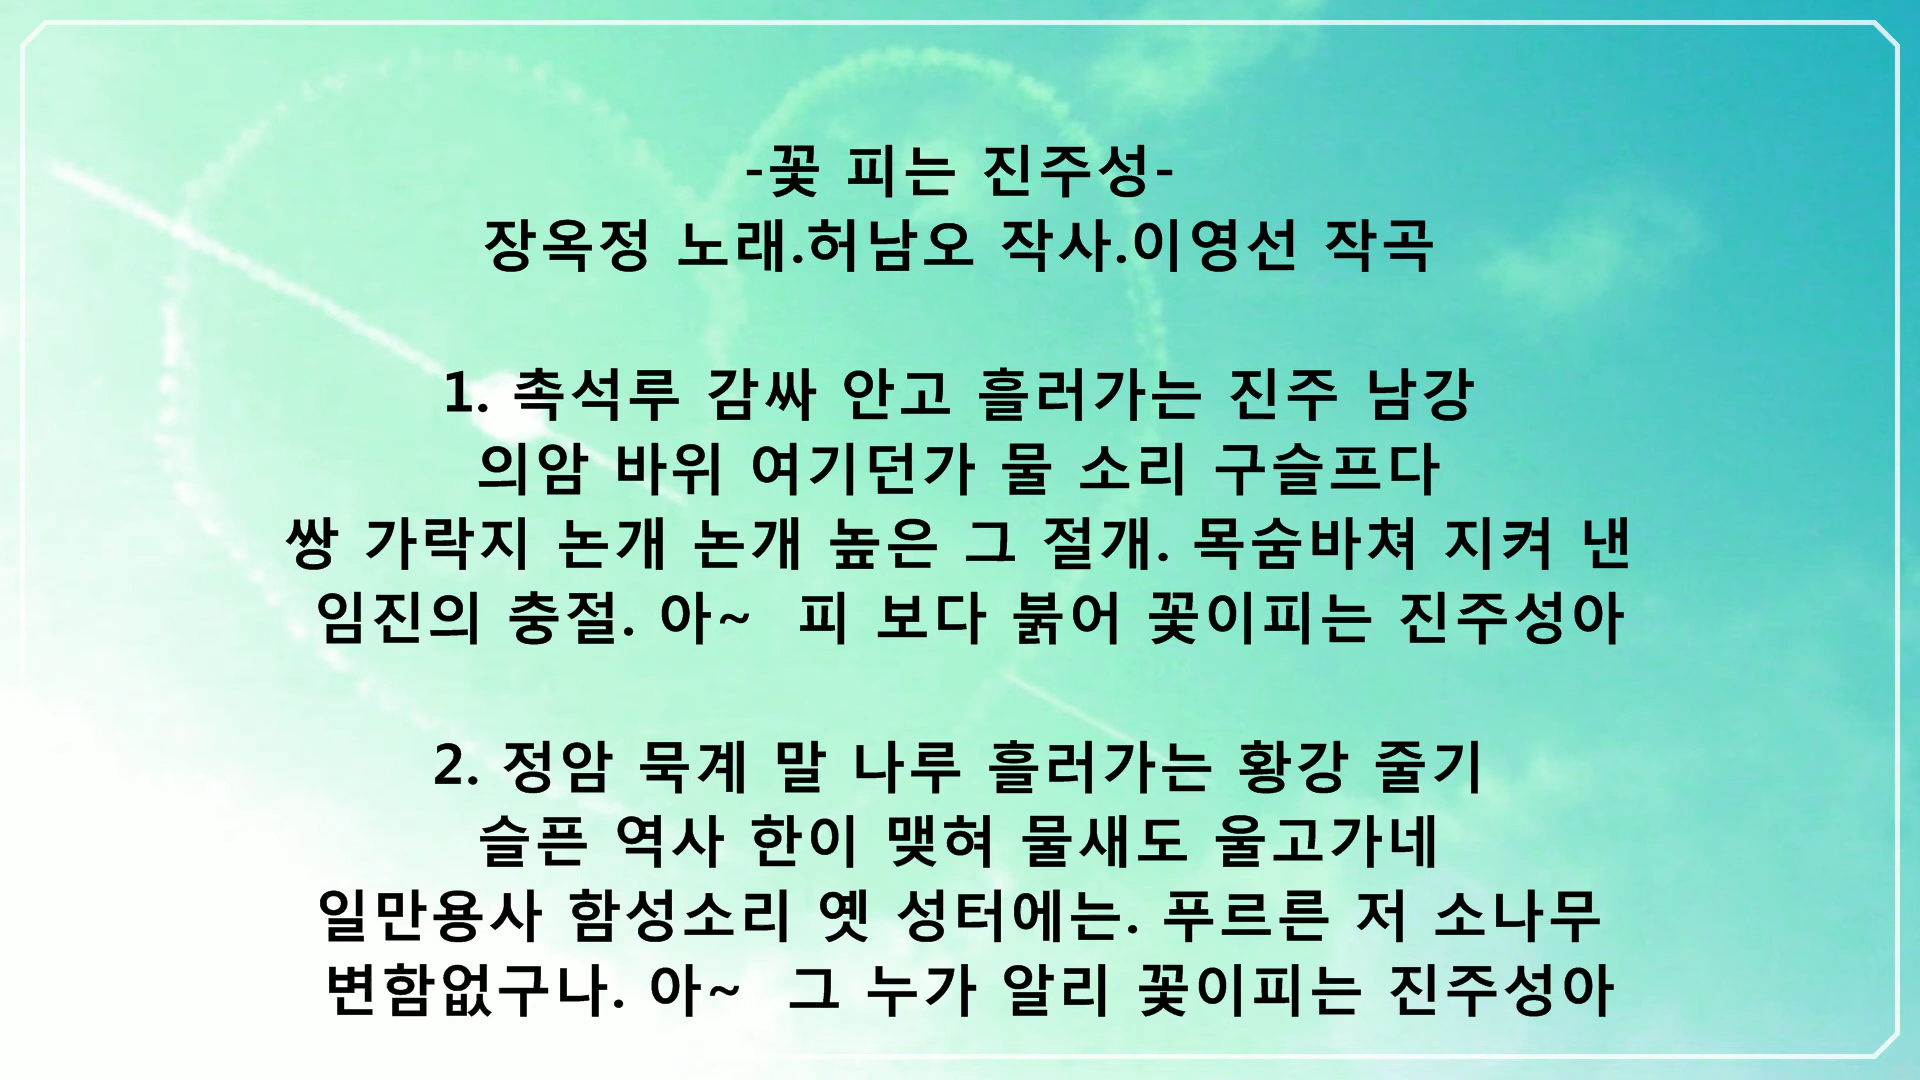 -꽃 피는 진주성-
장옥정 노래.허남오 작사.이영선 작곡
1. 촉석루 감싸 안고 흘러가는 진주 남강
의암 바위 여기던가 물 소리 구슬프다
쌍 가락지 논개 논개 높은 그 절개. 목숨바쳐 지켜 낸
임진의 충절. 아~ 피 보다 붉어 꽃이피는 진주성아
2. 정암 묵계 말 나루 흘러가는 황강 줄기
슬픈 역사 한이 맺혀 물새도 울고가네
일만용사 함성소리 옛 성터에는. 푸르른 저 소나무
변함없구나. 아~ 그 누가 알리 꽃이피는 진주성아